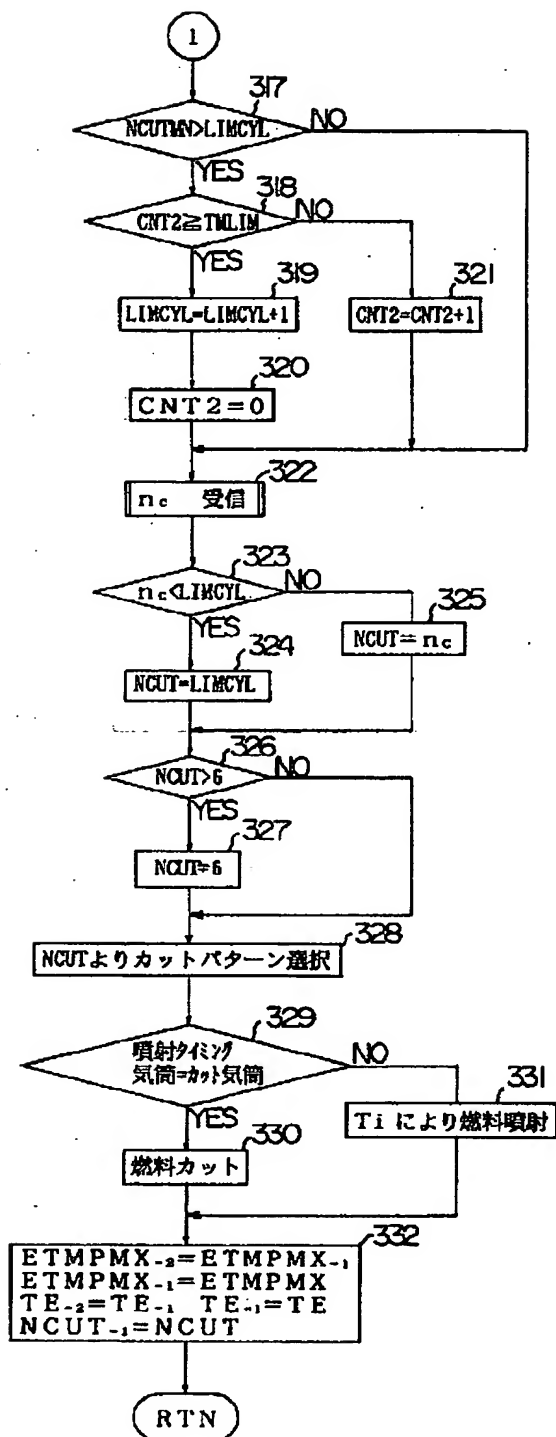 1
317
NCUTMN>LIMCYL
NO
YES
318
CNT2≧TMLIM
NO
YES
319
LIMCYL=LIMCYL+1
321
CNT2=CNT2+1
320
CNT2=0
322
nc 受信
323
nc<LIMCYL
NO
YES
325
NCUT=nc
324
NCUT=LIMCYL
326
NCUT>6
NO
YES
327
NCUT=6
328
NCUTよりカットパターン選択
329
噴射タイミング
気筒=カット気筒
NO
YES
331
Tiにより燃料噴射
330
燃料カット
332
ETMPMX-2=ETMPMX-1
ETMPMX-1=ETMPMX
TE-2=TE-1 TE-1=TE
NCUT-1=NCUT
RTN